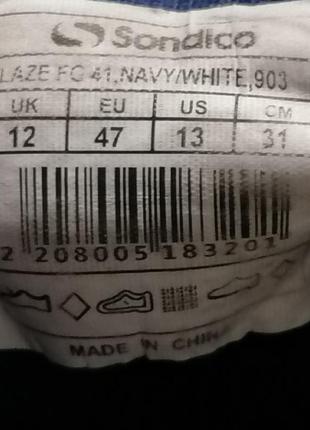 Sondico
LAZE FG 41,NAVY/WHITE,903
UK EU US CM
12 47 13 31
2 208005 183201
MADE IN CHINA